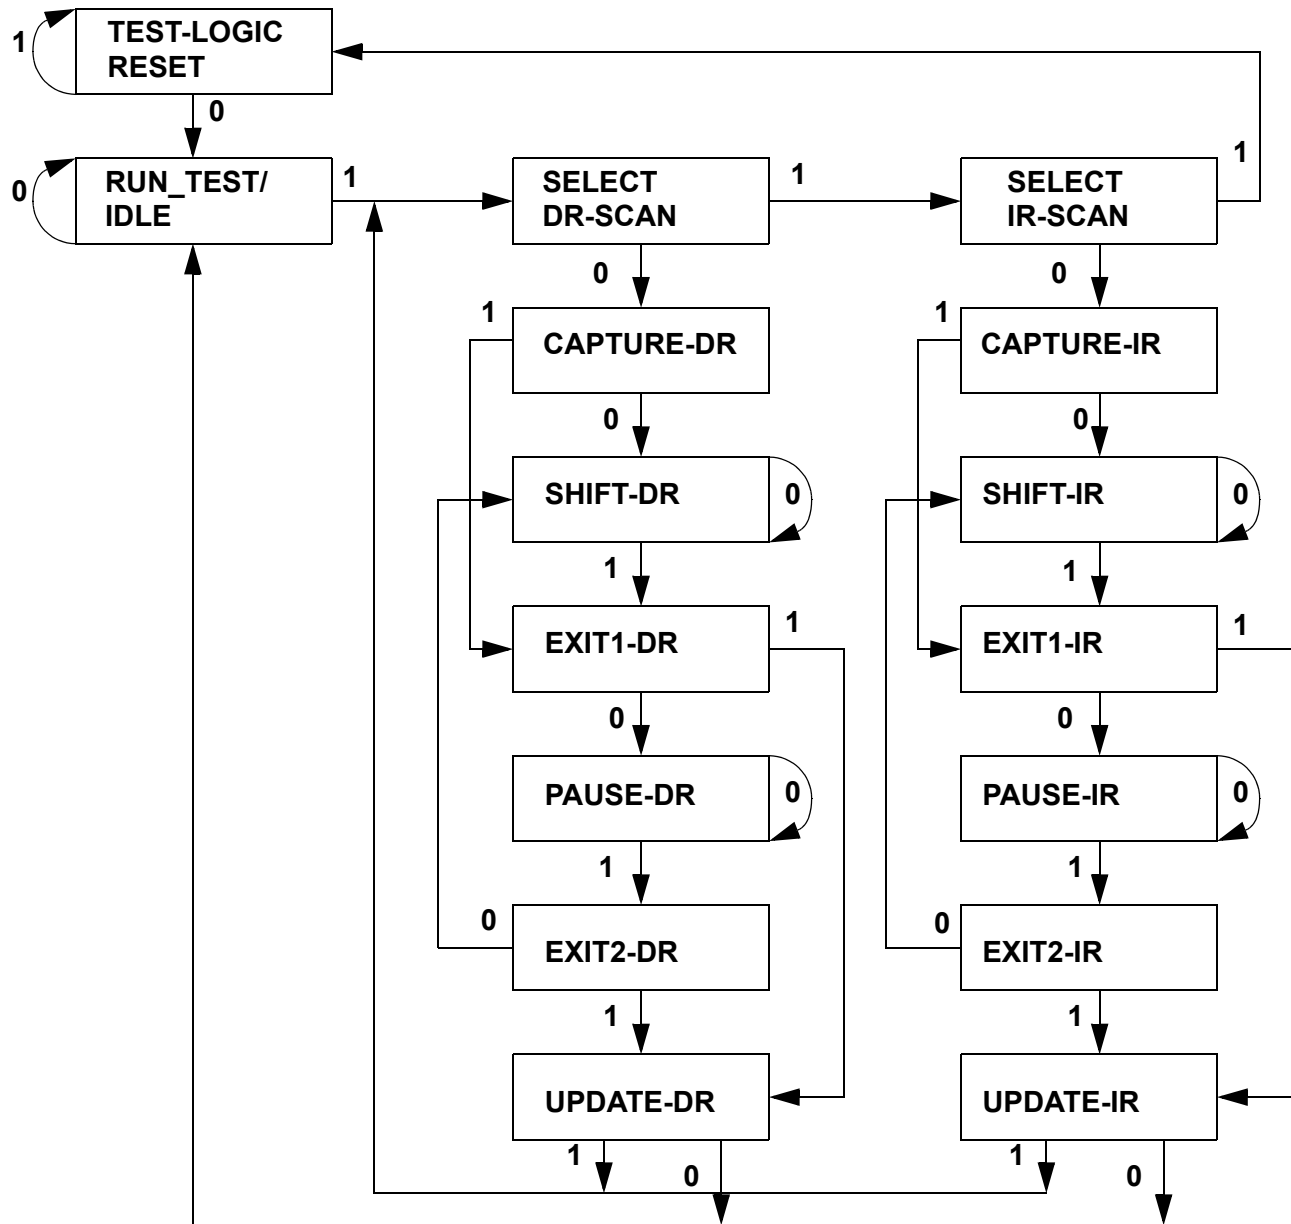 1
TEST-LOGIC
RESET
0
0
RUN_TEST/
IDLE
1
SELECT
DR-SCAN
1
SELECT
IR-SCAN
1
0
0
1
CAPTURE-DR
1
CAPTURE-IR
0
0
SHIFT-DR
0
SHIFT-IR
0
1
1
EXIT1-DR
1
EXIT1-IR
1
0
0
PAUSE-DR
0
PAUSE-IR
0
1
1
0
EXIT2-DR
0
EXIT2-IR
1
1
UPDATE-DR
UPDATE-IR
1
0
1
0